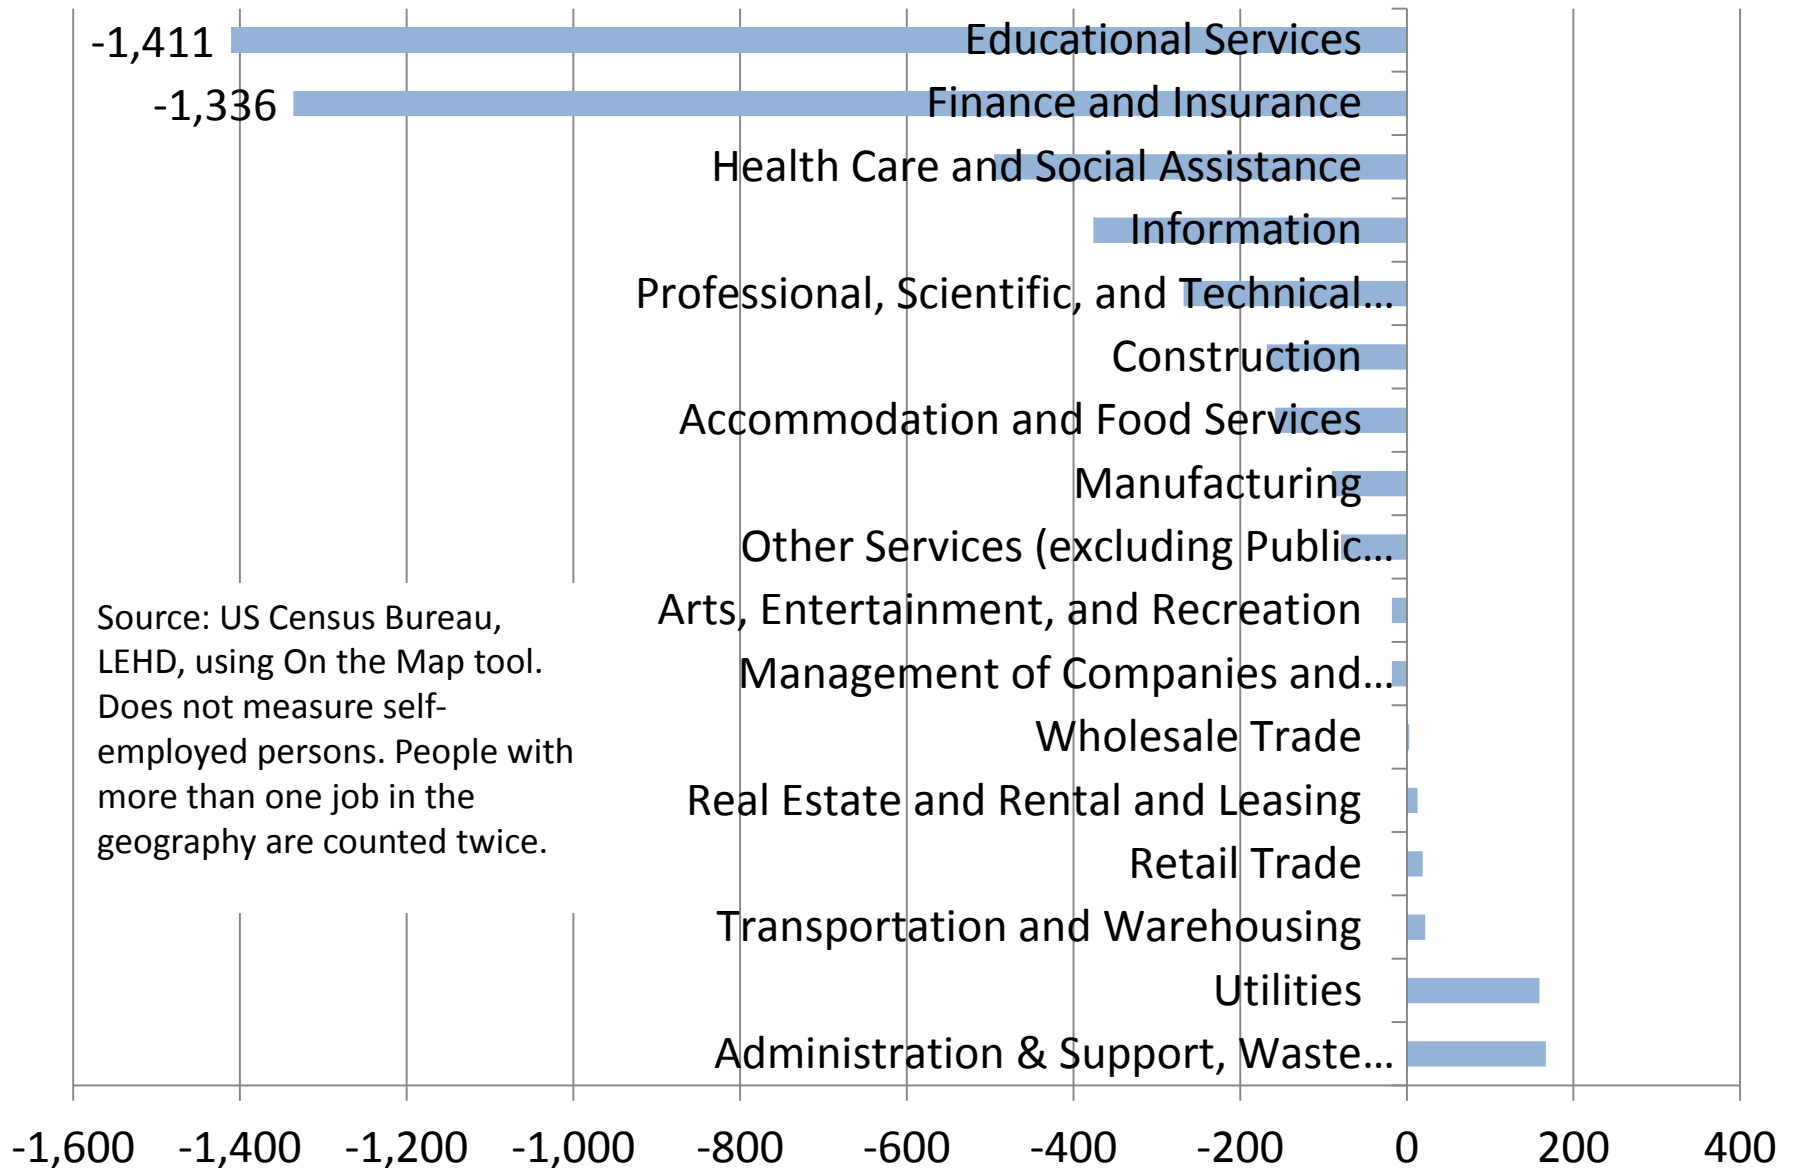 -1,411 Educational Services
-1,336 Finance and Insurance
Health Care and Social Assistance
Information
Professional, Scientific, and Technical…
Construction
Accommodation and Food Services
Manufacturing
Other Services (excluding Public…
Arts, Entertainment, and Recreation
Management of Companies and…
Wholesale Trade
Real Estate and Rental and Leasing
Retail Trade
Transportation and Warehousing
Utilities
Administration & Support, Waste…
Source: US Census Bureau,
LEHD, using On the Map tool.
Does not measure self-
employed persons. People with
more than one job in the
geography are counted twice.
-1,600 -1,400 -1,200 -1,000 -800 -600 -400 -200 0 200 400